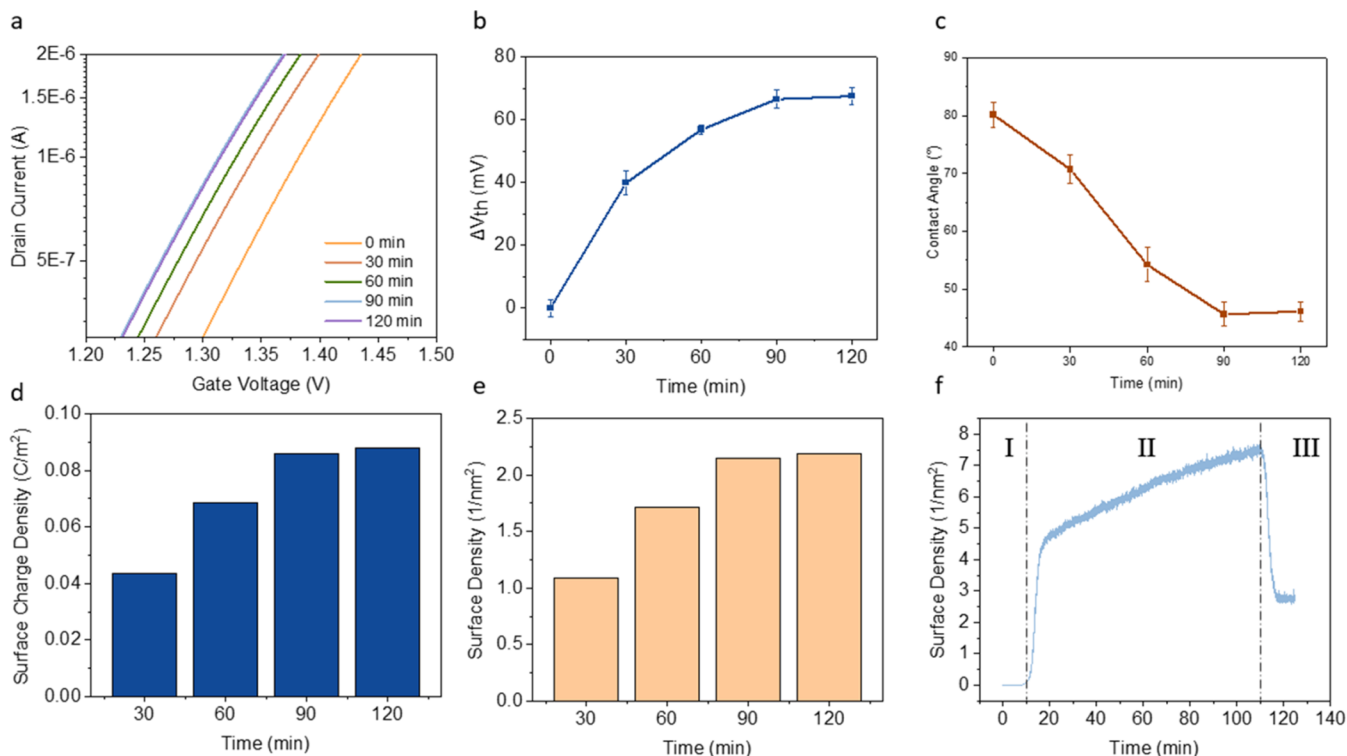 a
2E-6
1.5E-6
1E-6
5E-7
Drain Current (A)
0 min
30 min
60 min
90 min
120 min
1.20 1.25 1.30 1.35 1.40 1.45 1.50
Gate Voltage (V)
b
80
60
40
20
0
ΔVth (mV)
0 30 60 90 120
Time (min)
c
90
80
70
60
50
40
Contact Angle (°)
0 30 60 90 120
Time (min)
d
0.10
0.08
0.06
0.04
0.02
0.00
Surface Charge Density (C/m²)
30 60 90 120
Time (min)
e
2.5
2.0
1.5
1.0
0.5
0.0
Surface Density (1/nm²)
30 60 90 120
Time (min)
f
8
7
6
5
4
3
2
1
0
Surface Density (1/nm²)
I II III
0 20 40 60 80 100 120 140
Time (min)